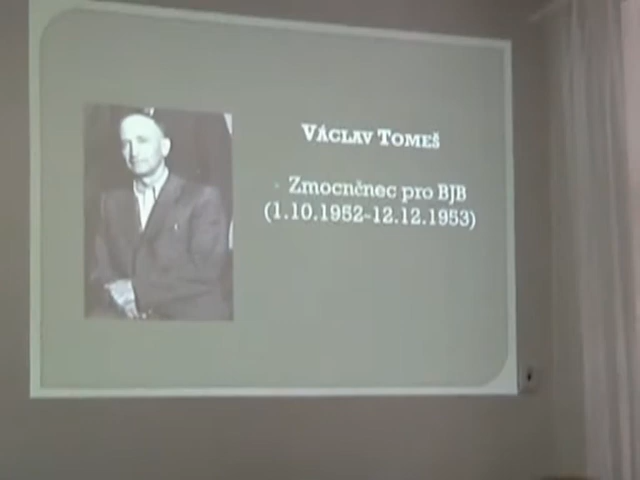 VÁCLAV TOMEŠ
- Zmocněnec pro BJB
(1.10.1952-12.12.1953)